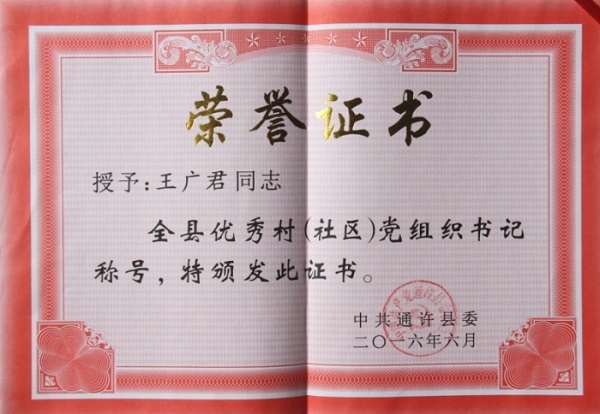 荣誉证书
授予：王广君同志
全县优秀村(社区)党组织书记
称号，特颁发此证书。
中共通许县委
二〇一六年六月